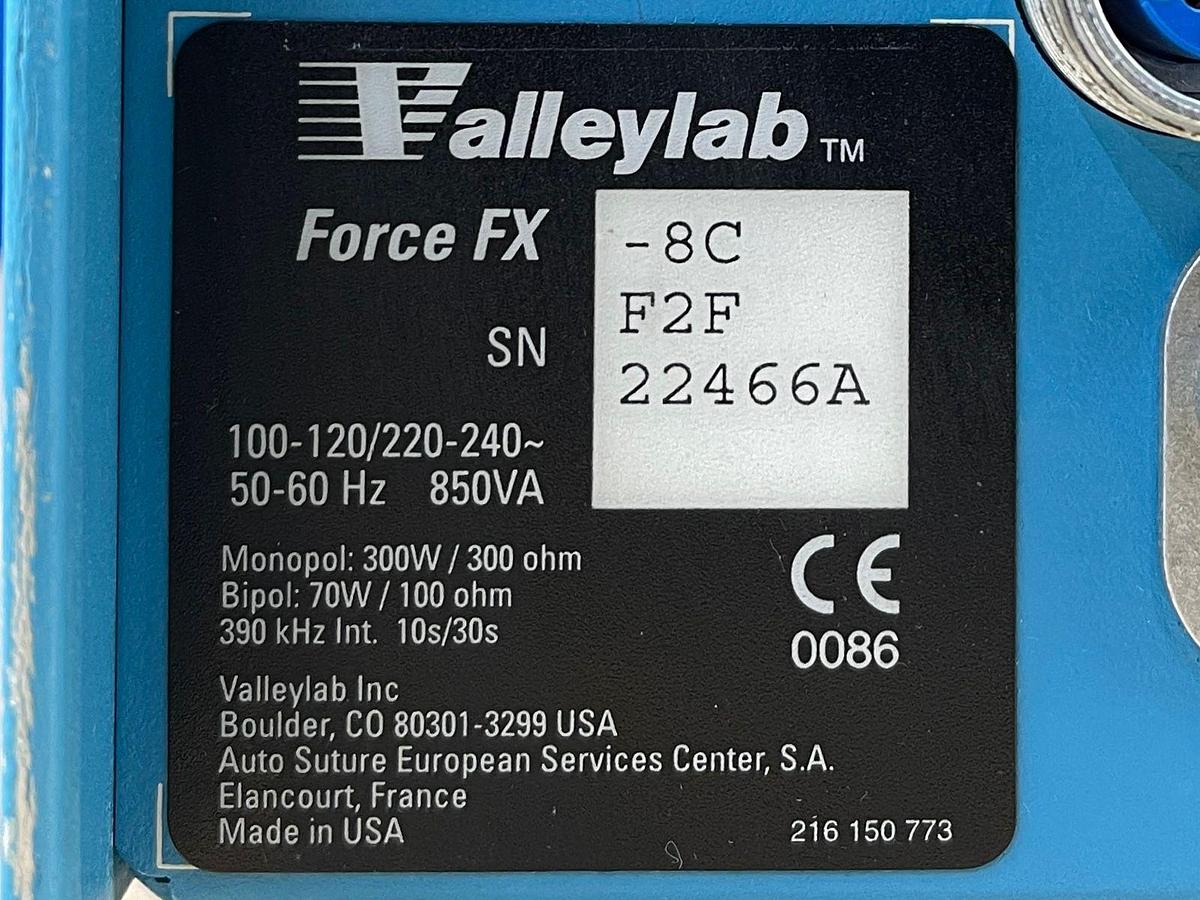 Valleylab TM
Force FX -8C
F2F
SN 22466A
100-120/220-240~
50-60 Hz 850VA
Monopol: 300W / 300 ohm
Bipol: 70W / 100 ohm
390 kHz Int. 10s/30s
CE
0086
Valleylab Inc
Boulder, CO 80301-3299 USA
Auto Suture European Services Center, S.A.
Elancourt, France
Made in USA
216 150 773